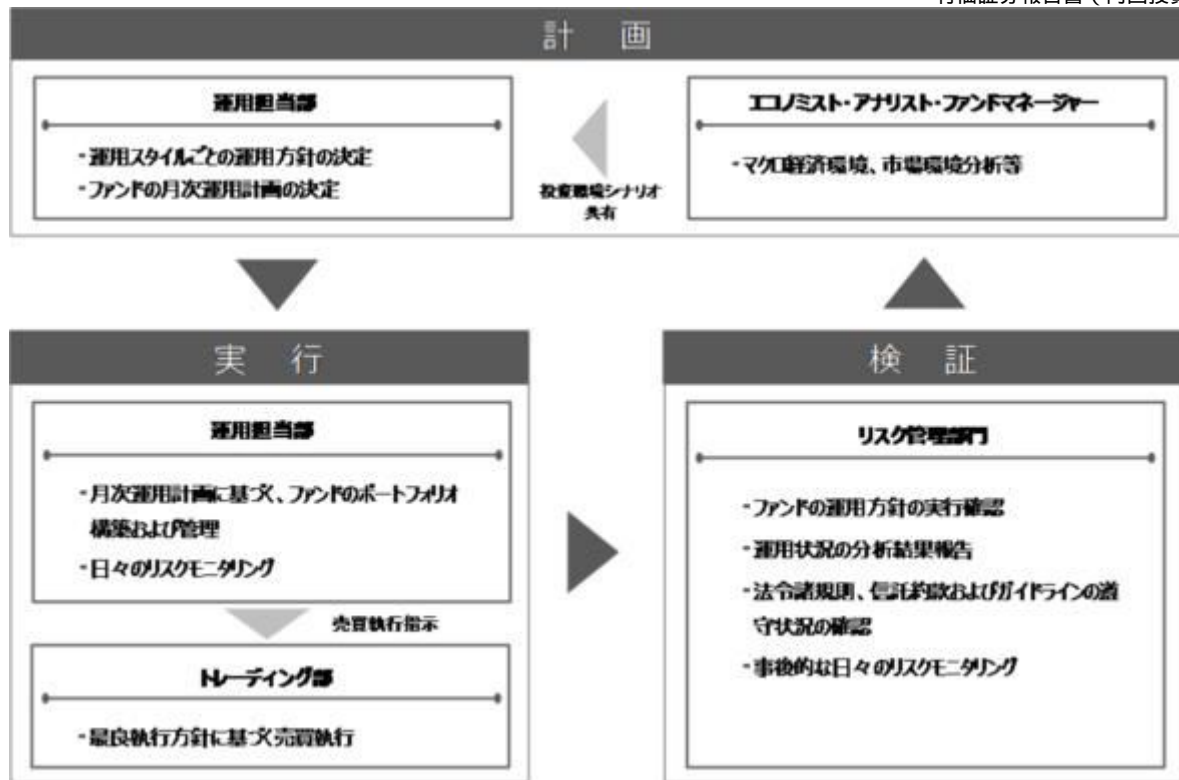 計 画
運用担当部
・運用スタイルごとの運用方針の決定
・ファンドの月次運用計画の決定
投資環境シナリオ
共有
エコノミスト・アナリスト・ファンドマネージャー
・マクロ経済環境、市場環境分析等
実 行
運用担当部
・月次運用計画に基づく、ファンドのポートフォリオ
構築および管理
・日々のリスクモニタリング
売買執行指示
トレーディング部
・最良執行方針に基づく売買執行
検 証
リスク管理部門
・ファンドの運用方針の実行確認
・運用状況の分析結果報告
・法令諸規則、信託約款およびガイドラインの遵
守状況の確認
・事後的な日々のリスクモニタリング